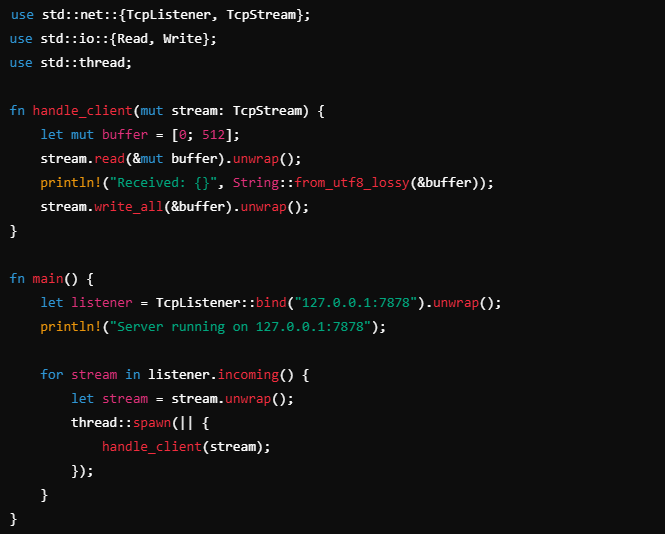 use std::net::{TcpListener, TcpStream};
use std::io::{Read, Write};
use std::thread;

fn handle_client(mut stream: TcpStream) {
    let mut buffer = [0; 512];
    stream.read(&mut buffer).unwrap();
    println!("Received: {}", String::from_utf8_lossy(&buffer));
    stream.write_all(&buffer).unwrap();
}

fn main() {
    let listener = TcpListener::bind("127.0.0.1:7878").unwrap();
    println!("Server running on 127.0.0.1:7878");

    for stream in listener.incoming() {
        let stream = stream.unwrap();
        thread::spawn(|| {
            handle_client(stream);
        });
    }
}